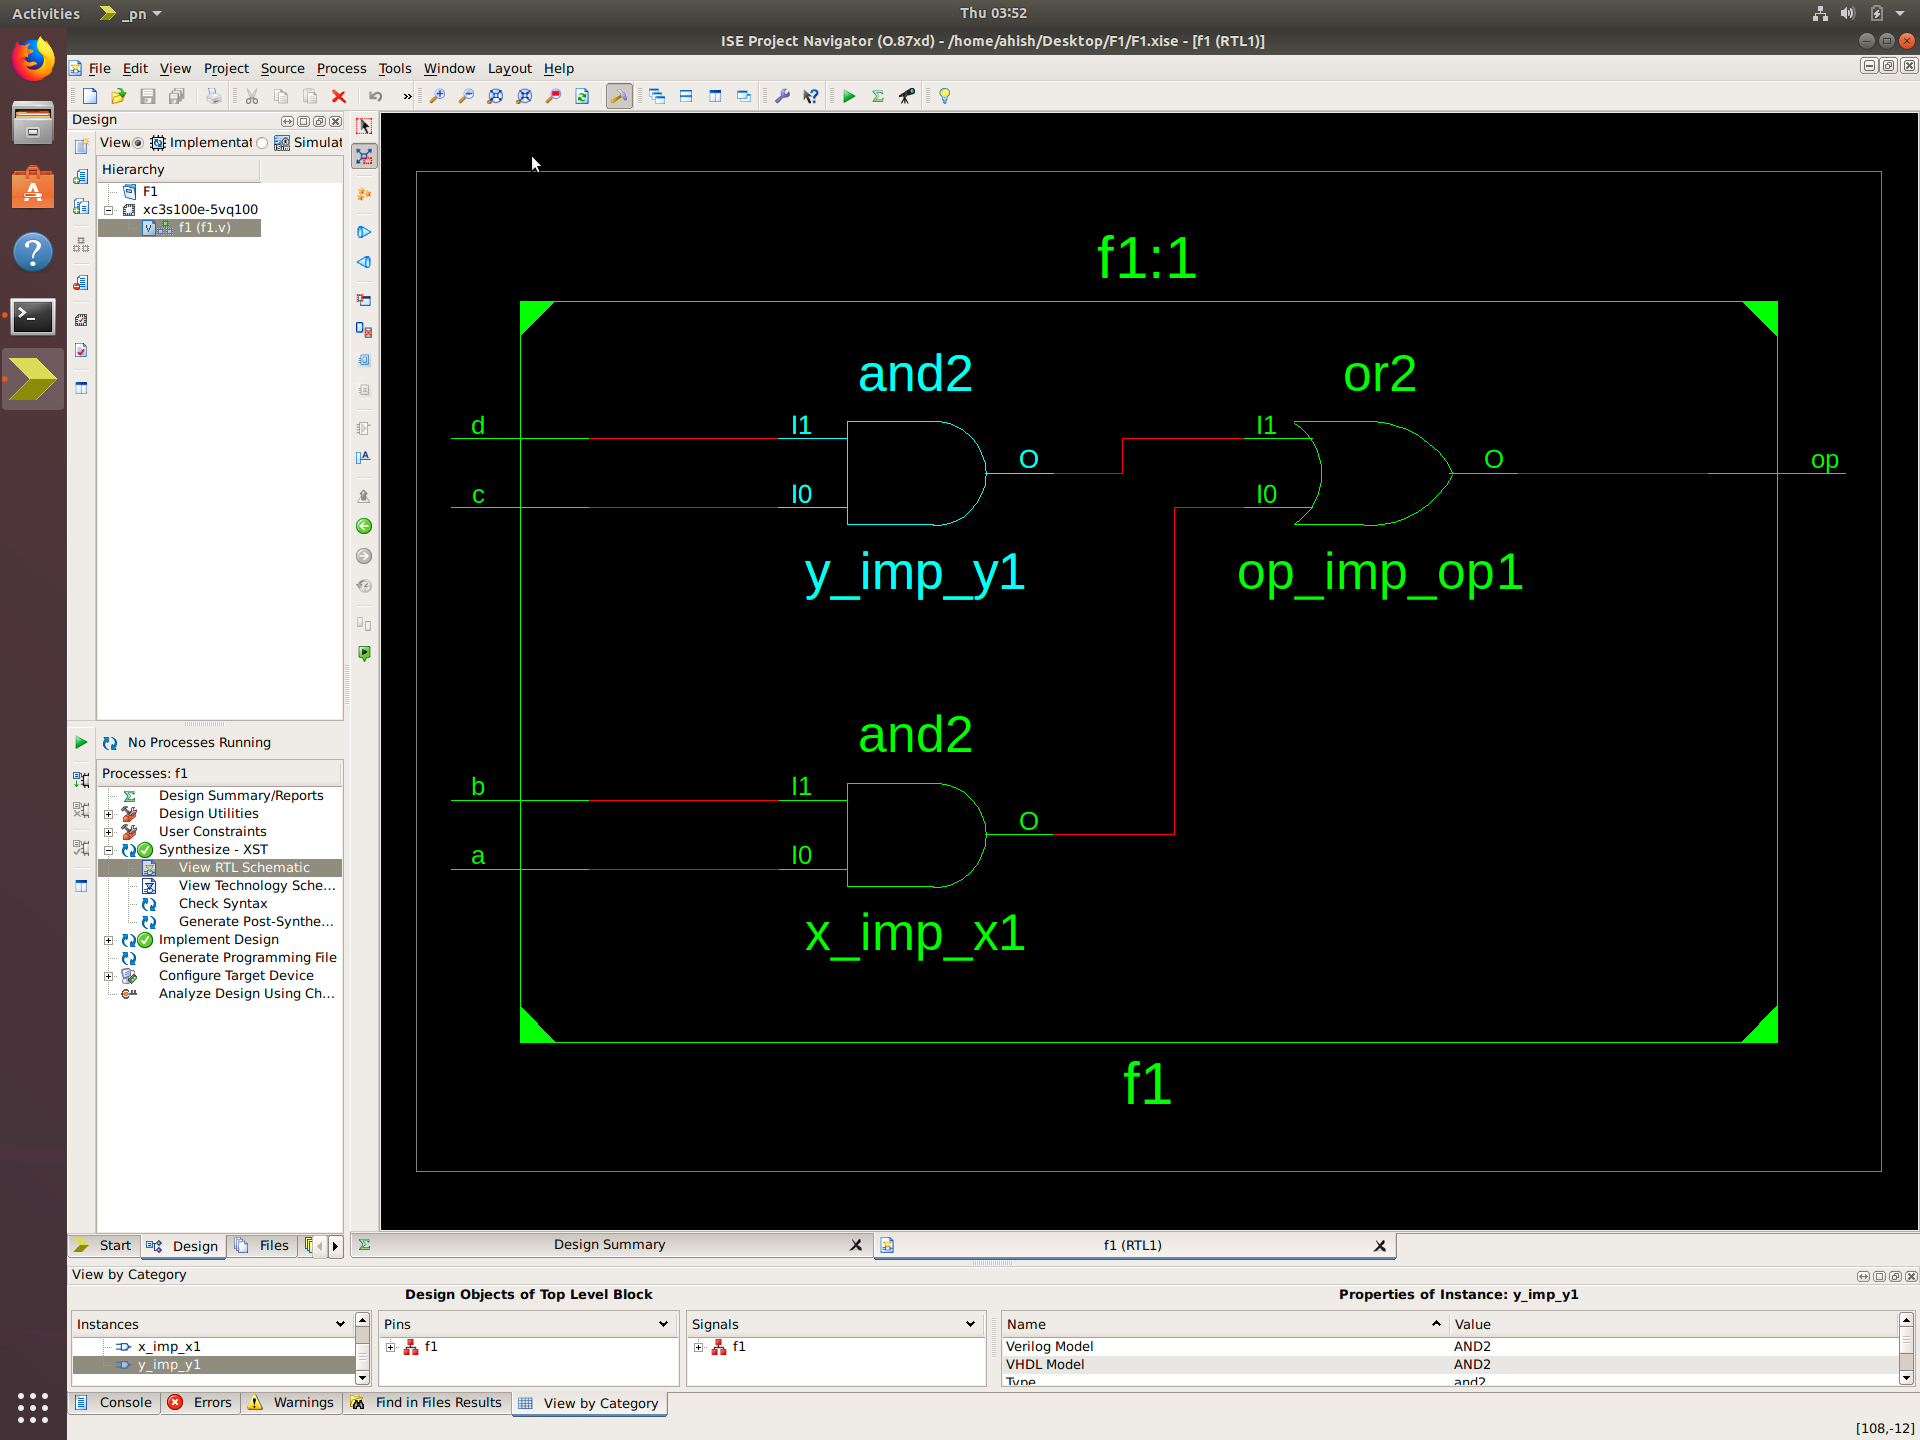 Activities
_pn
Thu 03:52
ISE Project Navigator (O.87xd) - /home/ahish/Desktop/F1/F1.xise - [f1 (RTL1)]
File Edit View Project Source Process Tools Window Layout Help
Design
View Implementat Simulat
Hierarchy
F1
xc3s100e-5vq100
f1 (f1.v)
No Processes Running
Processes: f1
Design Summary/Reports
Design Utilities
User Constraints
Synthesize - XST
View RTL Schematic
View Technology Sche...
Check Syntax
Generate Post-Synthe...
Implement Design
Generate Programming File
Configure Target Device
Analyze Design Using Ch...
Start Design Files
f1:1
and2
or2
d I1 O I1 O op
c I0 I0
y_imp_y1
op_imp_op1
and2
b I1 O
a I0
x_imp_x1
f1
Design Summary
f1 (RTL1)
View by Category
Design Objects of Top Level Block
Properties of Instance: y_imp_y1
Instances
x_imp_x1
y_imp_y1
Pins
f1
Signals
f1
Name Value
Verilog Model AND2
VHDL Model AND2
Type and2
Console Errors Warnings Find in Files Results View by Category
[108,-12]